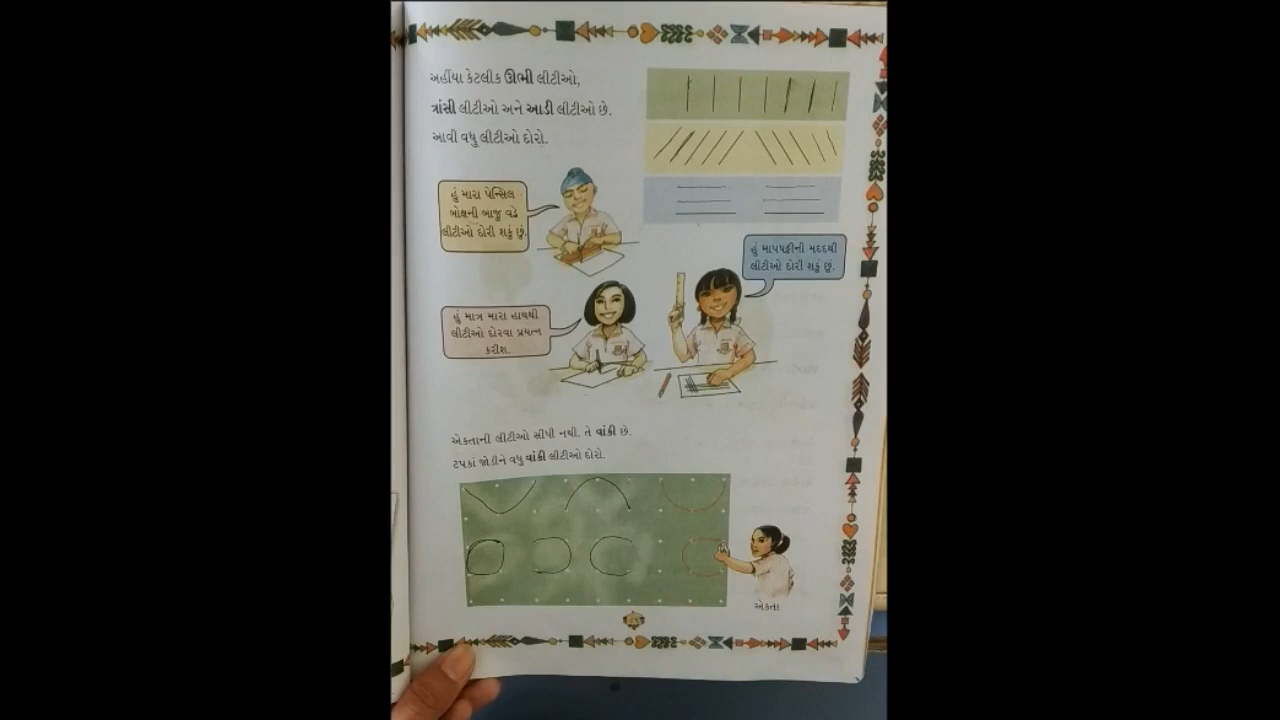 અહીંયા કેટલીક ઊભી લીટીઓ,
ત્રાંસી લીટીઓ અને આડી લીટીઓ છે.
આવી વધુ લીટીઓ દોરો.
હું મારા પેન્સિલ
બોક્ષની બાજુ વડે
લીટીઓ દોરી શકું છું.
હું માપપટ્ટીની મદદથી
લીટીઓ દોરી શકું છું.
હું માત્ર મારા હાથથી
લીટીઓ દોરવા પ્રયત્ન
કરીશ.
એકતાની લીટીઓ સીધી નથી. તે વાંકી છે.
ટપકાં જોડીને વધુ વાંકી લીટીઓ દોરો.
એકતા